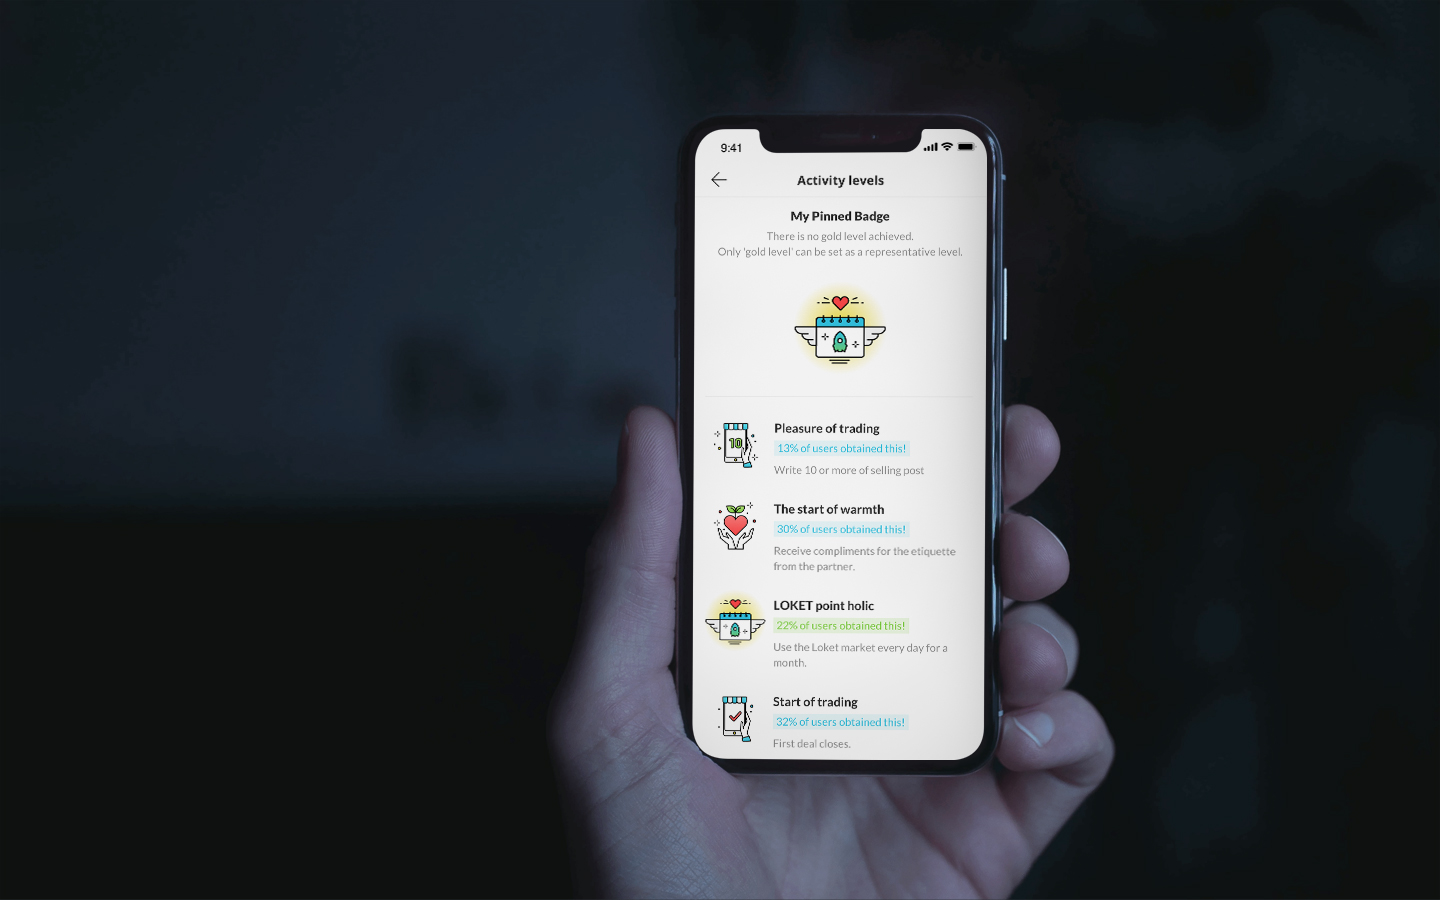 9:41
Activity levels
My Pinned Badge
There is no gold level achieved.
Only 'gold level' can be set as a representative level.
10
Pleasure of trading
13% of users obtained this!
Write 10 or more of selling post
The start of warmth
30% of users obtained this!
Receive compliments for the etiquette
from the partner.
LOKET point holic
22% of users obtained this!
Use the Loket market every day for a
month.
Start of trading
32% of users obtained this!
First deal closes.